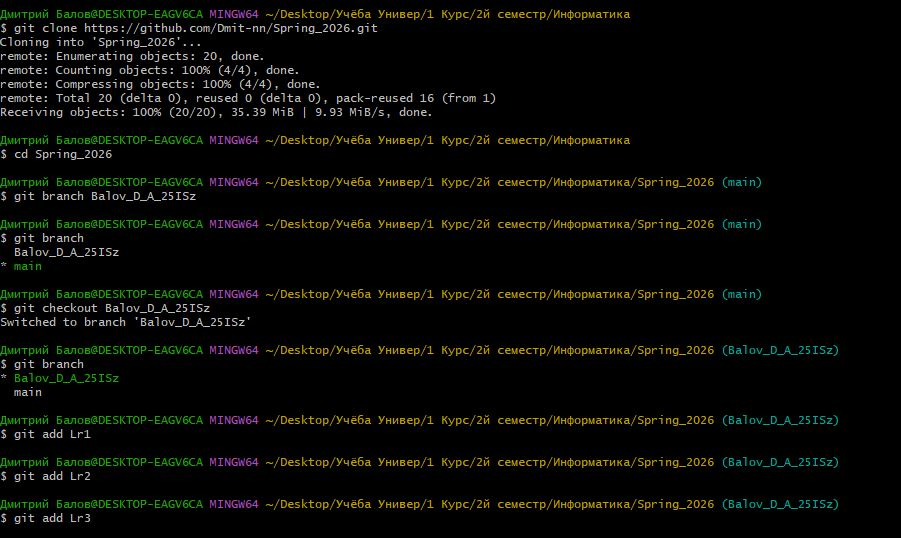 Дмитрий Балов@DESKTOP-EAGV6CA MINGW64 ~/Desktop/Учёба Универ/1 Курс/2й семестр/Информатика
$ git clone https://github.com/Dmit-nn/Spring_2026.git
Cloning into 'Spring_2026'...
remote: Enumerating objects: 20, done.
remote: Counting objects: 100% (4/4), done.
remote: Compressing objects: 100% (4/4), done.
remote: Total 20 (delta 0), reused 0 (delta 0), pack-reused 16 (from 1)
Receiving objects: 100% (20/20), 35.39 MiB | 9.93 MiB/s, done.
Дмитрий Балов@DESKTOP-EAGV6CA MINGW64 ~/Desktop/Учёба Универ/1 Курс/2й семестр/Информатика
$ cd Spring_2026
Дмитрий Балов@DESKTOP-EAGV6CA MINGW64 ~/Desktop/Учёба Универ/1 Курс/2й семестр/Информатика/Spring_2026 (main)
$ git branch Balov_D_A_25ISz
Дмитрий Балов@DESKTOP-EAGV6CA MINGW64 ~/Desktop/Учёба Универ/1 Курс/2й семестр/Информатика/Spring_2026 (main)
$ git branch
  Balov_D_A_25ISz
* main
Дмитрий Балов@DESKTOP-EAGV6CA MINGW64 ~/Desktop/Учёба Универ/1 Курс/2й семестр/Информатика/Spring_2026 (main)
$ git checkout Balov_D_A_25ISz
Switched to branch 'Balov_D_A_25ISz'
Дмитрий Балов@DESKTOP-EAGV6CA MINGW64 ~/Desktop/Учёба Универ/1 Курс/2й семестр/Информатика/Spring_2026 (Balov_D_A_25ISz)
$ git branch
* Balov_D_A_25ISz
  main
Дмитрий Балов@DESKTOP-EAGV6CA MINGW64 ~/Desktop/Учёба Универ/1 Курс/2й семестр/Информатика/Spring_2026 (Balov_D_A_25ISz)
$ git add Lr1
Дмитрий Балов@DESKTOP-EAGV6CA MINGW64 ~/Desktop/Учёба Универ/1 Курс/2й семестр/Информатика/Spring_2026 (Balov_D_A_25ISz)
$ git add Lr2
Дмитрий Балов@DESKTOP-EAGV6CA MINGW64 ~/Desktop/Учёба Универ/1 Курс/2й семестр/Информатика/Spring_2026 (Balov_D_A_25ISz)
$ git add Lr3